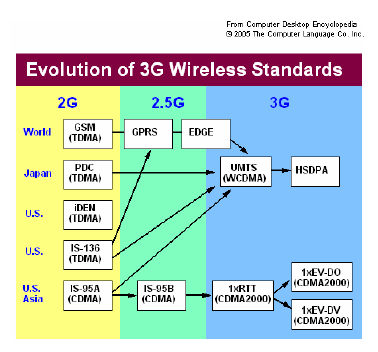 From Computer Desktop Encyclopedia
© 2005 The Computer Language Co. Inc.
Evolution of 3G Wireless Standards
2G 2.5G 3G
World
GSM
(TDMA)
GPRS
EDGE
Japan
PDC
(TDMA)
UMTS
(WCDMA)
HSDPA
U.S.
iDEN
(TDMA)
U.S.
IS-136
(TDMA)
U.S.
Asia
IS-95A
(CDMA)
IS-95B
(CDMA)
1xRTT
(CDMA2000)
1xEV-DO
(CDMA2000)
1xEV-DV
(CDMA2000)